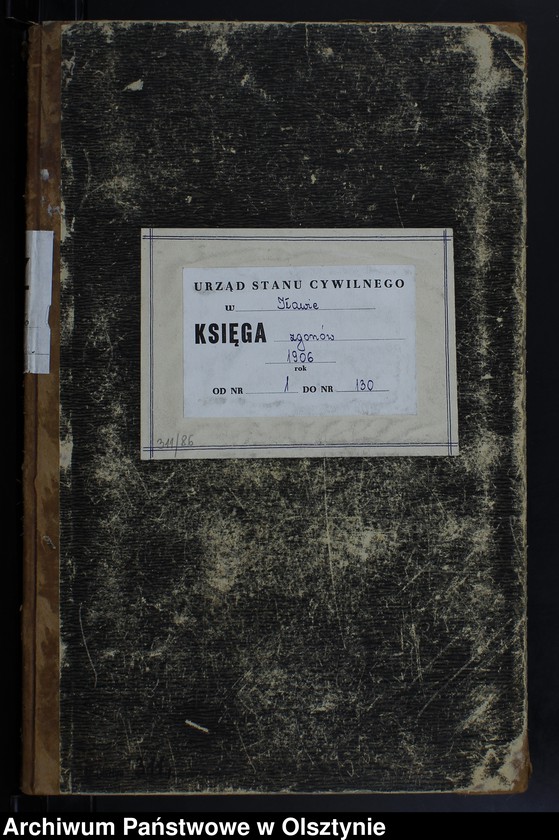 URZĄD STANU CYWILNEGO
w Iławie
KSIĘGA zgonów
1906
rok
OD NR 1 DO NR 130
311/86
Archiwum Państwowe w Olsztynie